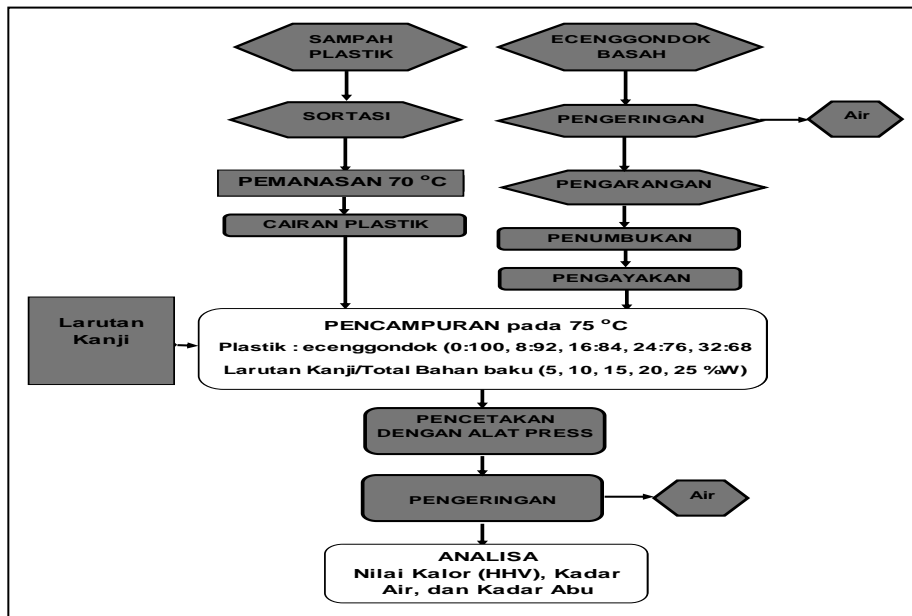 SAMPAH
PLASTIK
ECENGGONDOK
BASAH
SORTASI
PENGERINGAN
Air
PEMANASAN 70 °C
PENGARANGAN
CAIRAN PLASTIK
PENUMBUKAN
PENGAYAKAN
Larutan
Kanji
PENCAMPURAN pada 75 °C
Plastik : ecenggondok (0:100, 8:92, 16:84, 24:76, 32:68
Larutan Kanji/Total Bahan baku (5, 10, 15, 20, 25 %W)
PENCETAKAN
DENGAN ALAT PRESS
PENGERINGAN
Air
ANALISA
Nilai Kalor (HHV), Kadar
Air, dan Kadar Abu